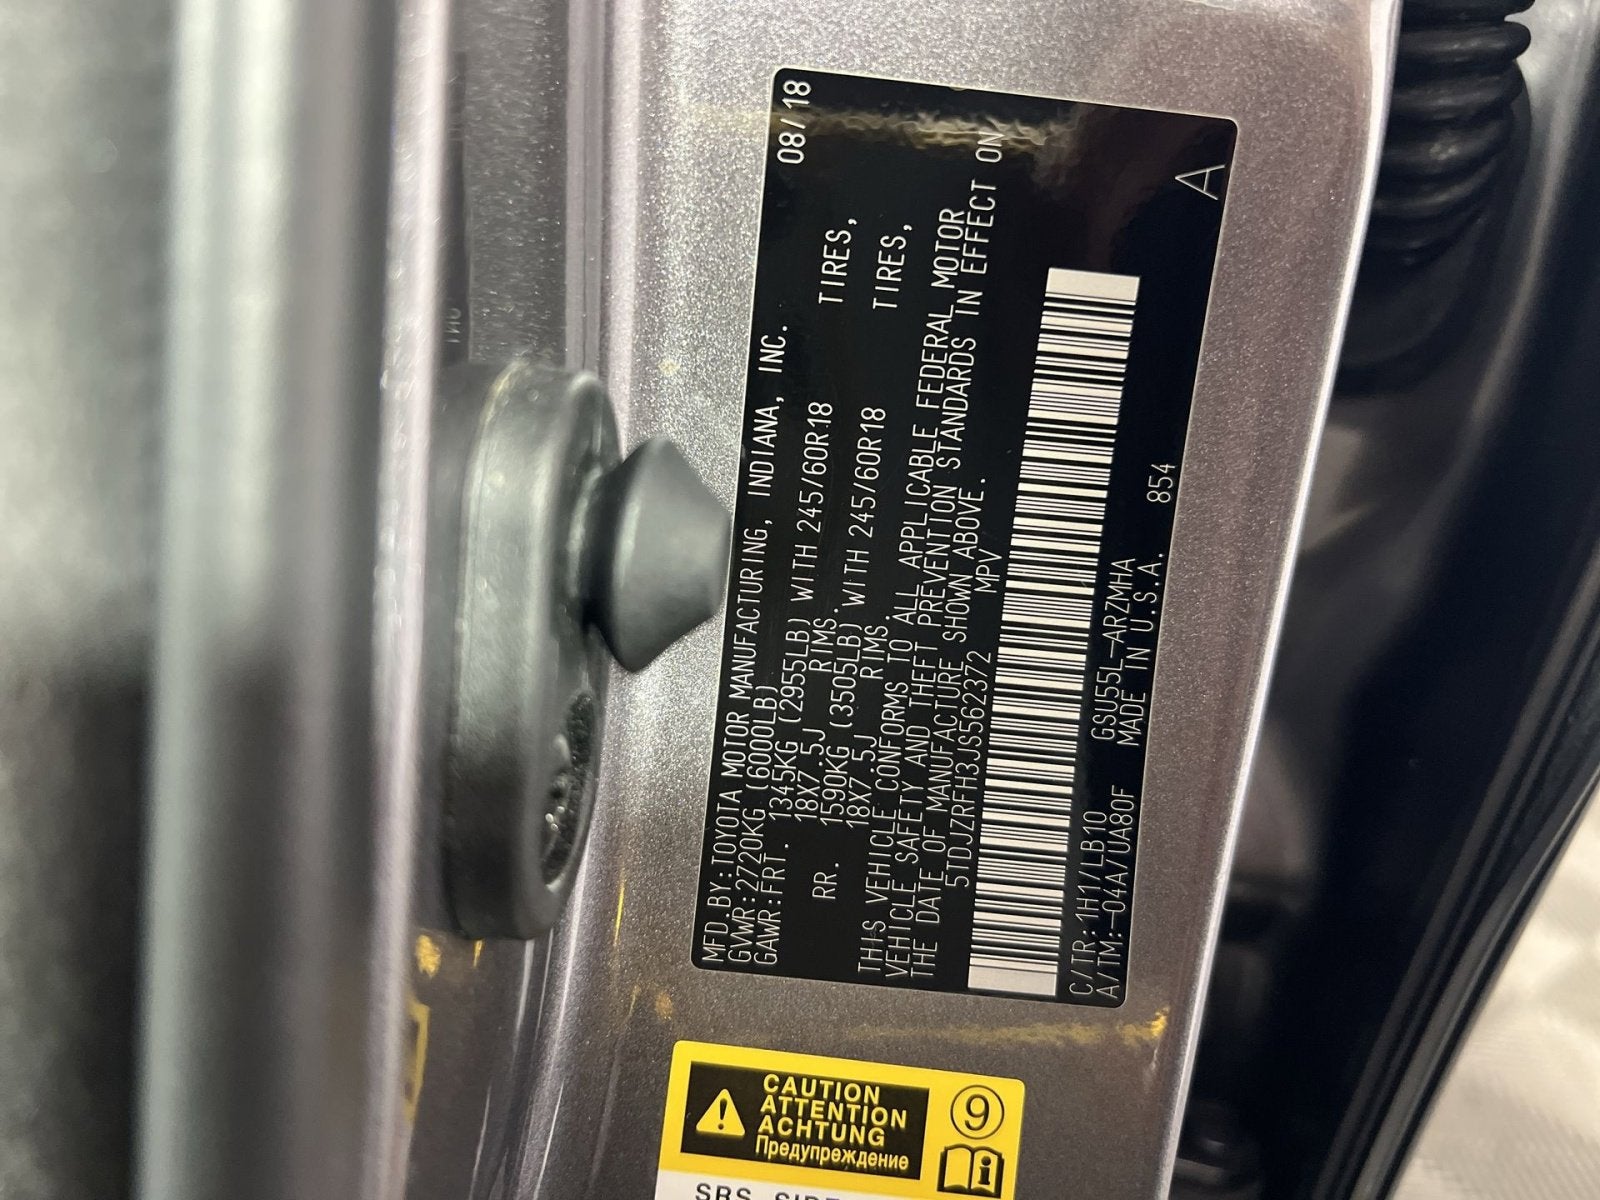 MFD.BY:TOYOTA MOTOR MANUFACTURING, INDIANA, INC. 08/18
GVWR:2720KG (6000LB)
GAWR:FRT. 1345KG (2955LB) WITH 245/60R18 TIRES,
18X7.5J RIMS.
RR. 1590KG (3505LB) WITH 245/60R18 TIRES,
18X7.5J RIMS
THIS VEHICLE CONFORMS TO ALL APPLICABLE FEDERAL MOTOR
VEHICLE SAFETY AND THEFT PREVENTION STANDARDS IN EFFECT ON
THE DATE OF MANUFACTURE SHOWN ABOVE.
5TDJZRFH3JS562372 MPV
C/TR:1H1/LB10 GSU55L-ARZMHA
A/TM:-04A/UA80F MADE IN U.S.A. 854
A
CAUTION
ATTENTION
ACHTUNG
Предупреждение
9
i
SRS SIDE